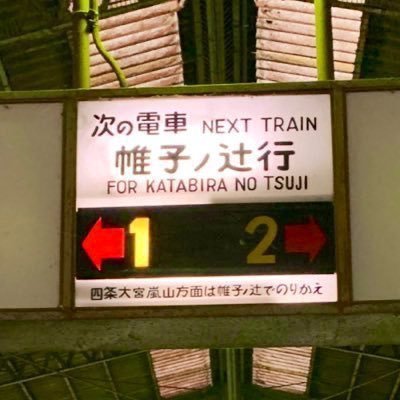 次の電車 NEXT TRAIN
帷子ノ辻行
FOR KATABIRA NO TSUJI
←1 2→
四条大宮嵐山方面は帷子ノ辻でのりかえ